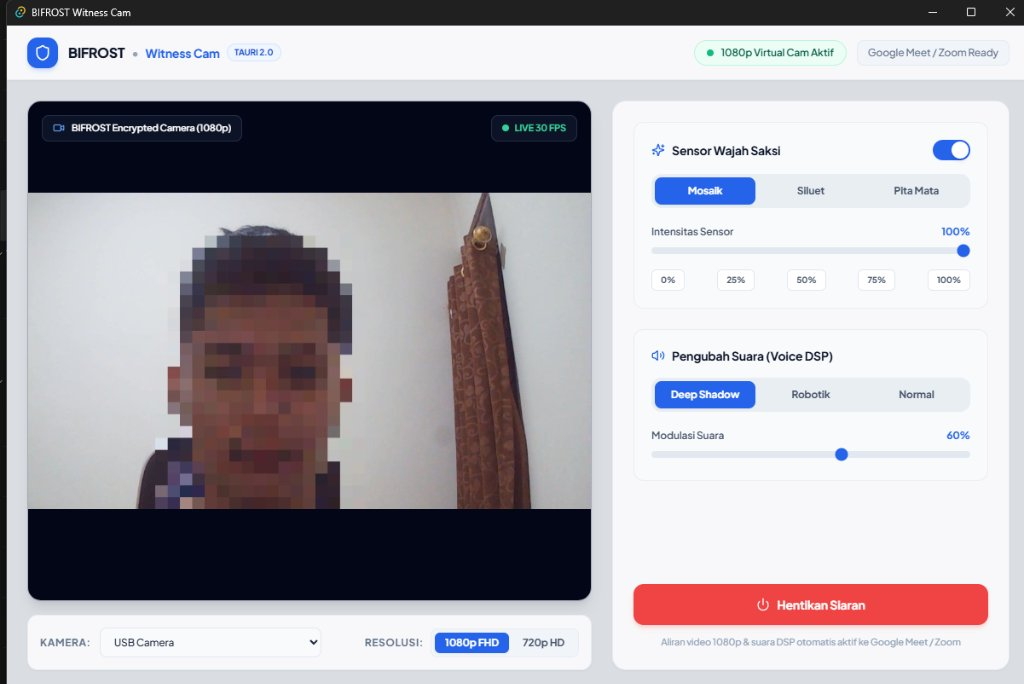 BIFROST Witness Cam
BIFROST • Witness Cam TAURI 2.0
1080p Virtual Cam Aktif
Google Meet / Zoom Ready
BIFROST Encrypted Camera (1080p)
LIVE 30 FPS
Sensor Wajah Saksi
Mosaik Siluet Pita Mata
Intensitas Sensor 100%
0% 25% 50% 75% 100%
Pengubah Suara (Voice DSP)
Deep Shadow Robotik Normal
Modulasi Suara 60%
Hentikan Siaran
Aliran video 1080p & suara DSP otomatis aktif ke Google Meet / Zoom
KAMERA: USB Camera RESOLUSI: 1080p FHD 720p HD